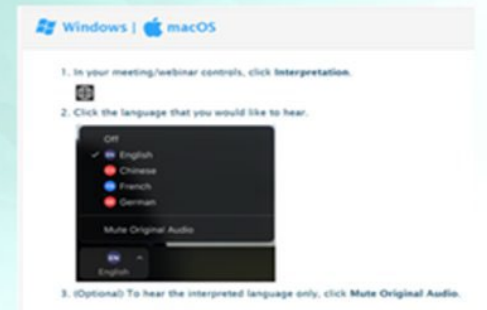 Windows | macOS
1. In your meeting/webinar controls, click Interpretation.
2. Click the language that you would like to hear.
Off
EN English
Chinese
French
German
Mute Original Audio
EN
English
3. (Optional) To hear the interpreted language only, click Mute Original Audio.